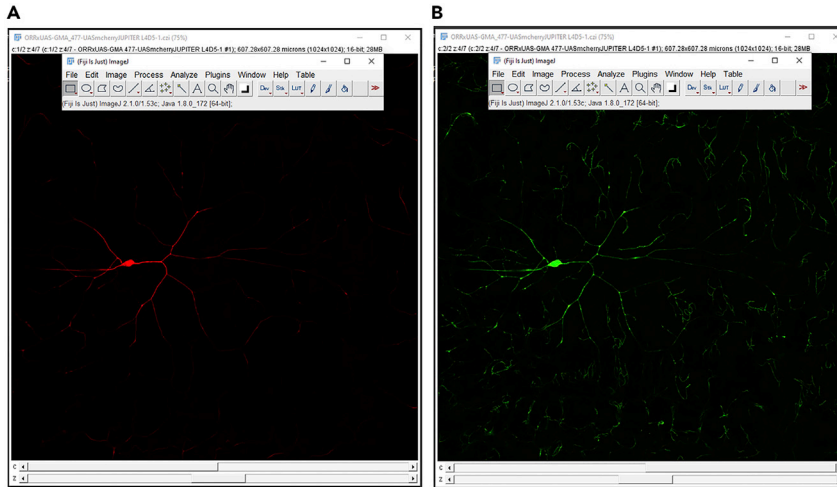 A
ORRxUAS-GMA_477-UASmcherryJUPITER L4D5-1.czi (75%)
c:1/2 z:4/7 (c:1/2 z:4/7 - ORRxUAS-GMA 477-UASmcherryJUPITER L4D5-1 #1); 607.28x607.28 microns (1024x1024); 16-bit; 28MB
(Fiji Is Just) ImageJ
File Edit Image Process Analyze Plugins Window Help Table
A Dev Stk LUT
(Fiji Is Just) ImageJ 2.1.0/1.53c; Java 1.8.0_172 [64-bit];
c
z
B
ORRxUAS-GMA_477-UASmcherryJUPITER L4D5-1.czi (75%)
c:2/2 z:4/7 (c:2/2 z:4/7 - ORRxUAS-GMA 477-UASmcherryJUPITER L4D5-1 #1); 607.28x607.28 microns (1024x1024); 16-bit; 28MB
(Fiji Is Just) ImageJ
File Edit Image Process Analyze Plugins Window Help Table
A Dev Stk LUT
(Fiji Is Just) ImageJ 2.1.0/1.53c; Java 1.8.0_172 [64-bit];
c
z